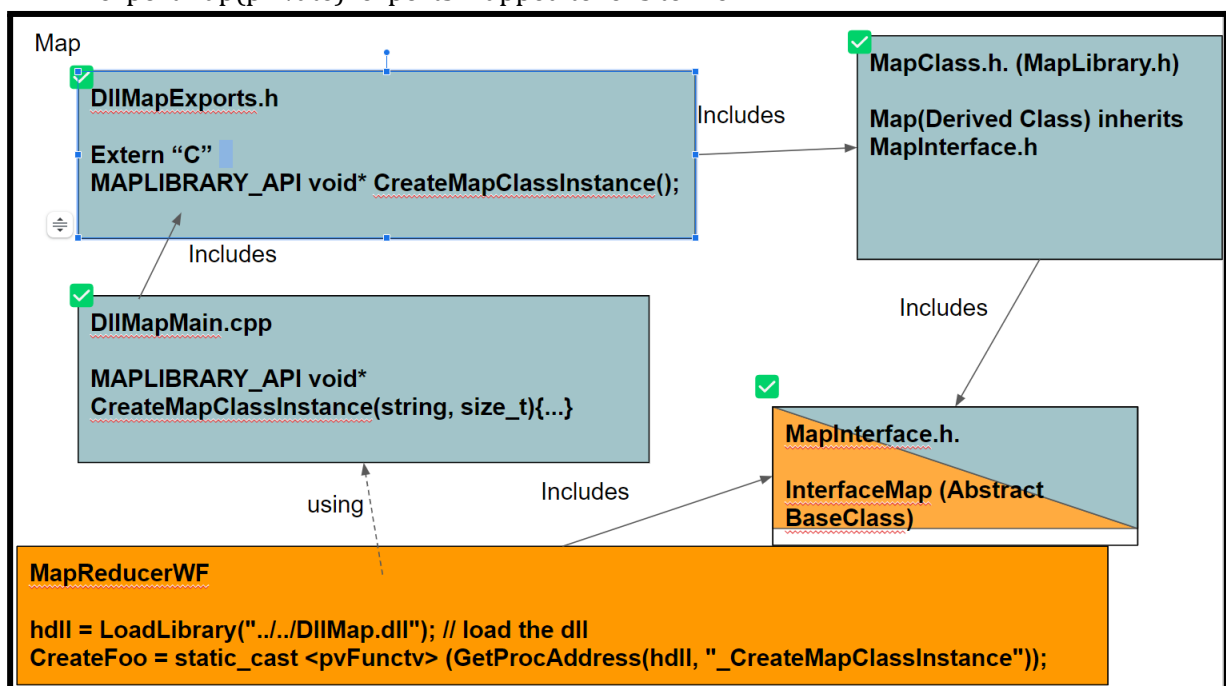 Map
DllMapExports.h
Extern “C”
MAPLIBRARY_API void* CreateMapClassInstance();
Includes
MapClass.h. (MapLibrary.h)
Map(Derived Class) inherits
MapInterface.h
Includes
DllMapMain.cpp
MAPLIBRARY_API void*
CreateMapClassInstance(string, size_t){...}
Includes
MapInterface.h.
InterfaceMap (Abstract
BaseClass)
using
Includes
MapReducerWF
hdll = LoadLibrary("../../DllMap.dll"); // load the dll
CreateFoo = static_cast <pvFunctv> (GetProcAddress(hdll, "_CreateMapClassInstance"));